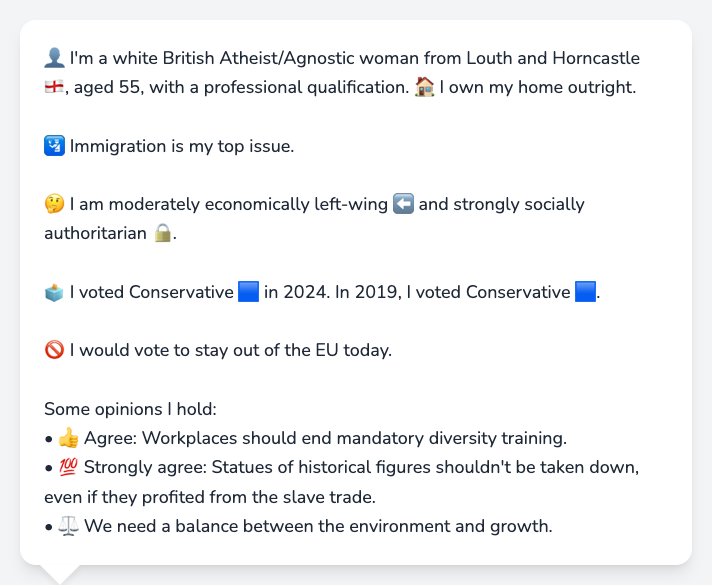 👤 I'm a white British Atheist/Agnostic woman from Louth and Horncastle
🏴󠁧󠁢󠁥󠁮󠁧󠁿, aged 55, with a professional qualification. 🏠 I own my home outright.
🛂 Immigration is my top issue.
🤔 I am moderately economically left-wing ⬅️ and strongly socially
authoritarian 🔒.
🗳️ I voted Conservative 🟦 in 2024. In 2019, I voted Conservative 🟦.
🚫 I would vote to stay out of the EU today.
Some opinions I hold:
• 👍 Agree: Workplaces should end mandatory diversity training.
• 💯 Strongly agree: Statues of historical figures shouldn't be taken down,
even if they profited from the slave trade.
• ⚖️ We need a balance between the environment and growth.